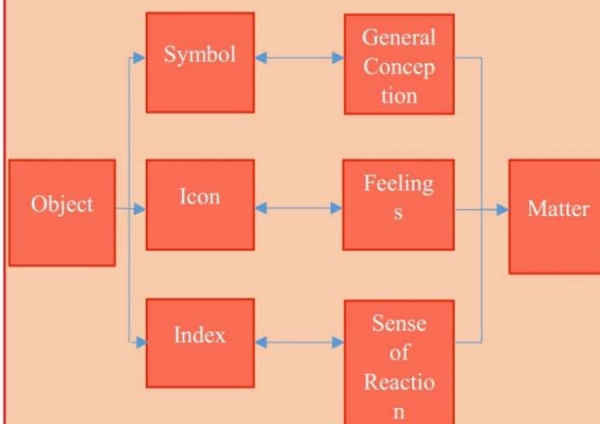 Symbol
General
Concep
tion
Object
Icon
Feeling
s
Matter
Index
Sense
of
Reactio
n